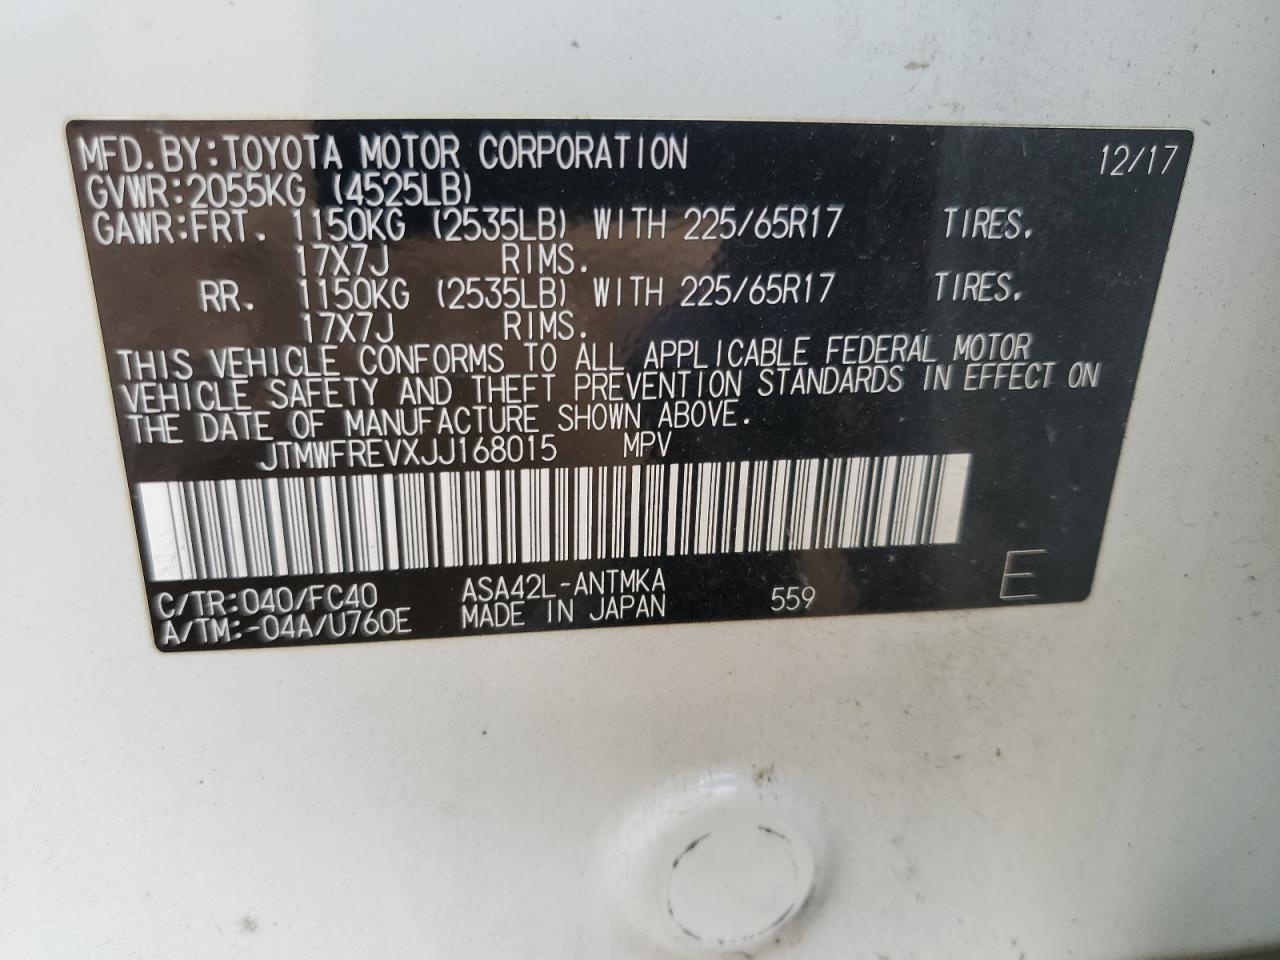 MFD.BY:TOYOTA MOTOR CORPORATION 12/17
GVWR:2055KG (4525LB)
GAWR:FRT. 1150KG (2535LB) WITH 225/65R17 TIRES.
17X7J RIMS.
RR. 1150KG (2535LB) WITH 225/65R17 TIRES.
17X7J RIMS.
THIS VEHICLE CONFORMS TO ALL APPLICABLE FEDERAL MOTOR
VEHICLE SAFETY AND THEFT PREVENTION STANDARDS IN EFFECT ON
THE DATE OF MANUFACTURE SHOWN ABOVE.
JTMWFREVXJJ168015 MPV
C/TR:040/FC40 ASA42L-ANTMKA
A/TM:-04A/U760E MADE IN JAPAN 559 E